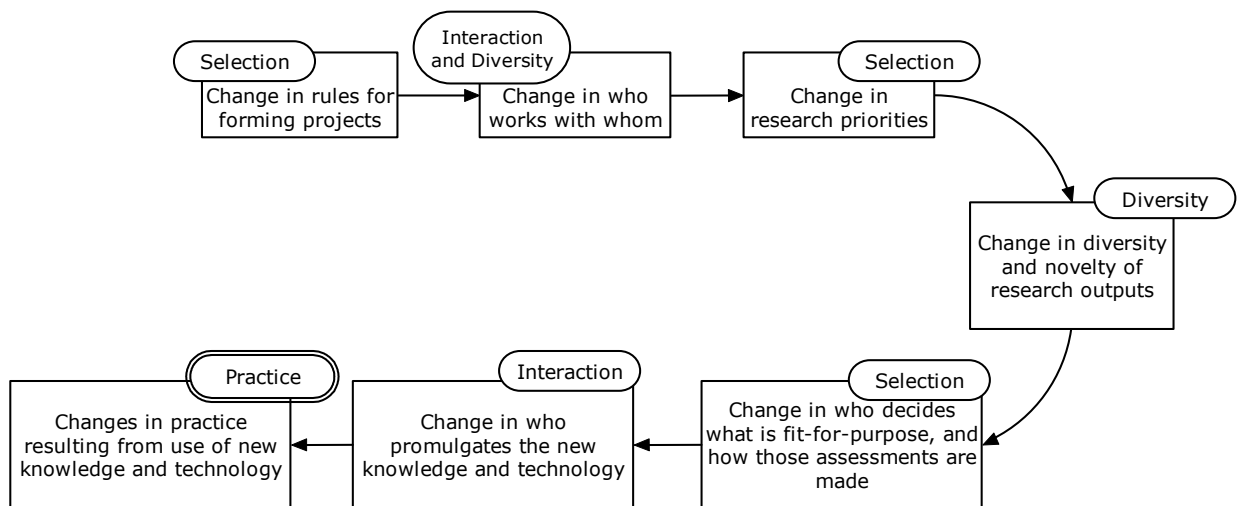 Selection
Change in rules for
forming projects
Interaction
and Diversity
Change in who
works with whom
Selection
Change in
research priorities
Diversity
Change in diversity
and novelty of
research outputs
Selection
Change in who decides
what is fit-for-purpose, and
how those assessments are
made
Interaction
Change in who
promulgates the new
knowledge and technology
Practice
Changes in practice
resulting from use of new
knowledge and technology